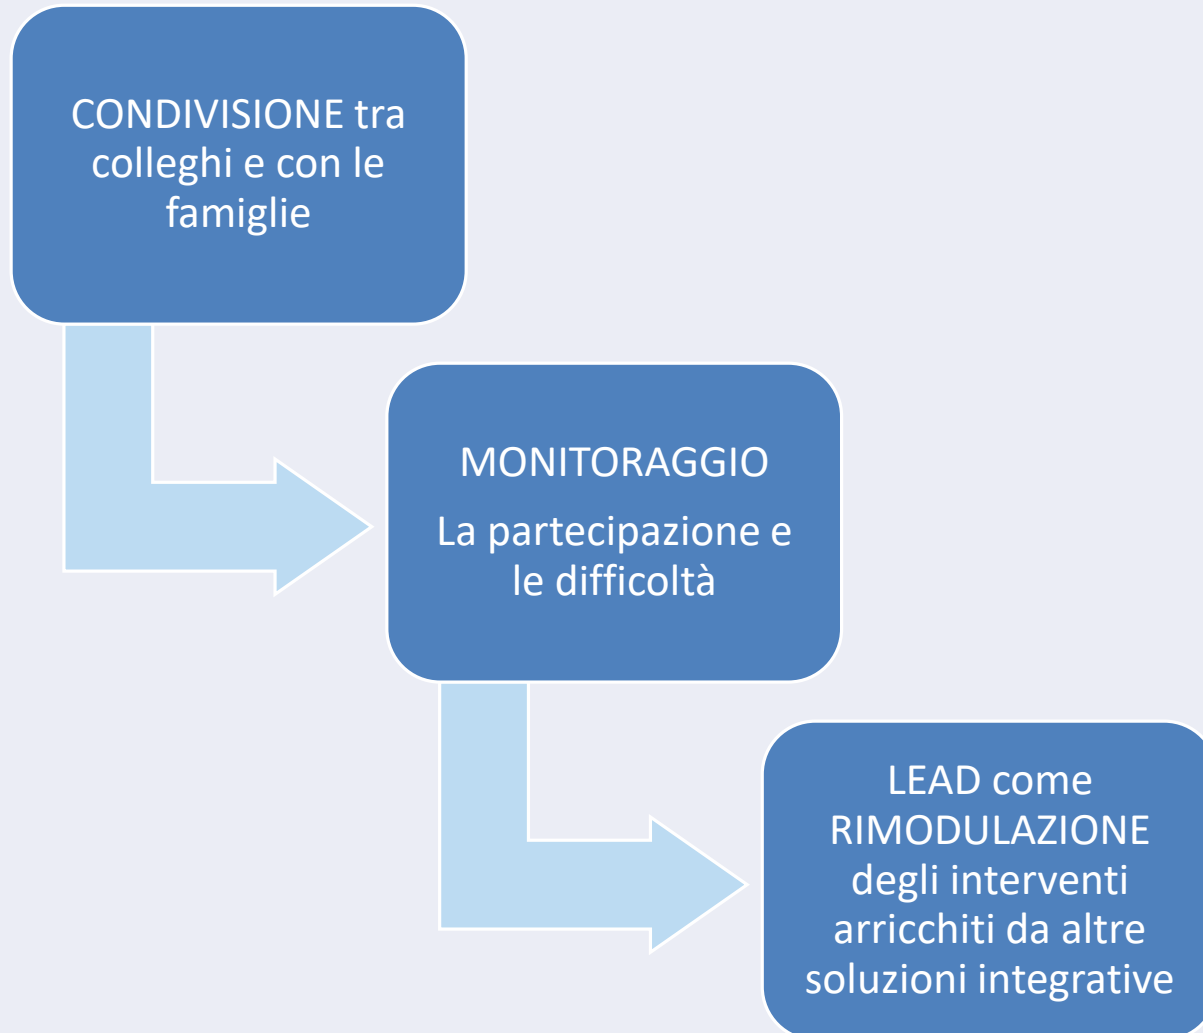 CONDIVISIONE tra
colleghi e con le
famiglie
MONITORAGGIO
La partecipazione e
le difficoltà
LEAD come
RIMODULAZIONE
degli interventi
arricchiti da altre
soluzioni integrative